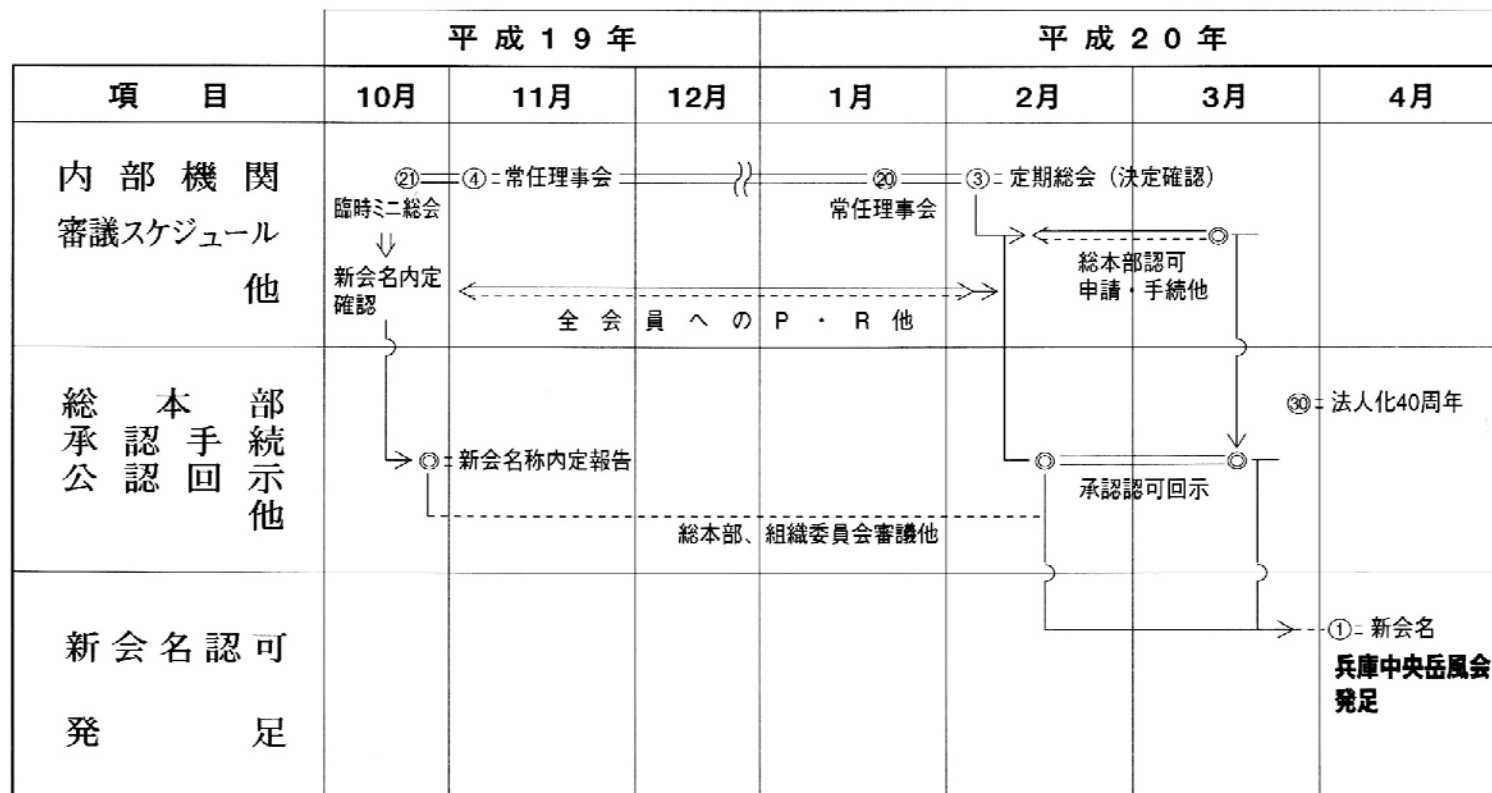 平成19年
平成20年
項目
10月
11月
12月
1月
2月
3月
4月
内部機関
審議スケジュール
他
㉑
④
常任理事会
⑳
③
定期総会（決定確認）
臨時ミニ総会
常任理事会
⇓
新会名内定
確認
総本部認可
申請・手続他
全会員へのP・R他
総本部
承認手続
公認回示
他
㉚
法人化40周年
◎
新会名称内定報告
◎
◎
承認認可回示
総本部、組織委員会審議他
新会名認可
発足
①
新会名
兵庫中央岳風会
発足